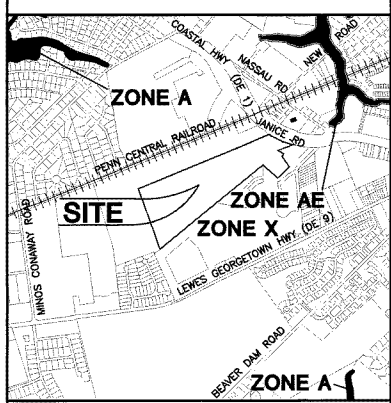 COASTAL HWY (DE 1)
NASSAU RD
NEW ROAD
ZONE A
PENN CENTRAL RAILROAD
JANICE RD
SITE
ZONE AE
ZONE X
MINOS CONAWAY ROAD
LEWES GEORGETOWN HWY (DE 9)
BEAVER DAM ROAD
ZONE A